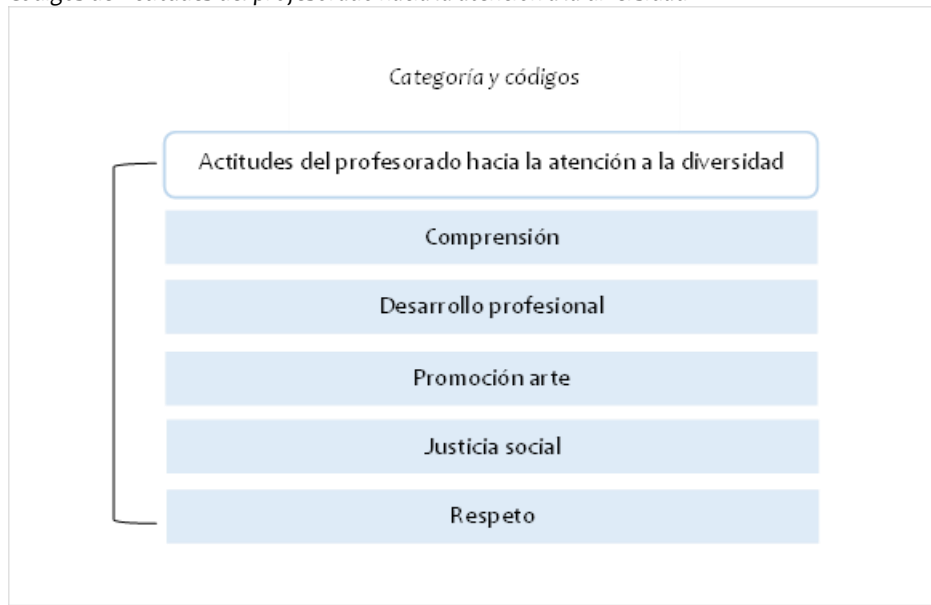 Categoría y códigos
Actitudes del profesorado hacia la atención a la diversidad
Comprensión
Desarrollo profesional
Promoción arte
Justicia social
Respeto